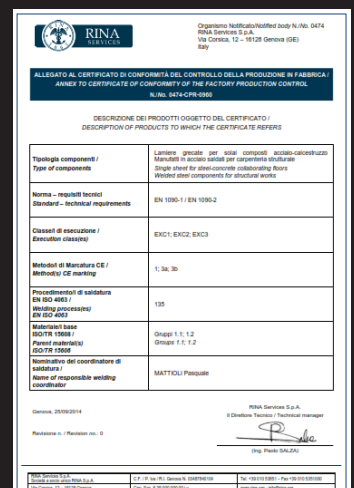 RINA
SERVICES
Organismo Notificato/Notified body N./No. 0474
RINA Services S.p.A.
Via Corsica, 12 – 16128 Genova (GE)
Italy
ALLEGATO AL CERTIFICATO DI CONFORMITÀ DEL CONTROLLO DELLA PRODUZIONE IN FABBRICA /
ANNEX TO CERTIFICATE OF CONFORMITY OF THE FACTORY PRODUCTION CONTROL
N./No. 0474-CPR-0960
DESCRIZIONE DEI PRODOTTI OGGETTO DEL CERTIFICATO /
DESCRIPTION OF PRODUCTS TO WHICH THE CERTIFICATE REFERS
Tipologia componenti /
Type of components
Lamiere grecate per solai composti acciaio-calcestruzzo
Manufatti in acciaio saldati per carpenteria strutturale
Single sheet for steel-concrete collaborating floors
Welded steel components for structural works
Norma – requisiti tecnici
Standard – technical requirements
EN 1090-1 / EN 1090-2
Classe/i di esecuzione /
Execution class(es)
EXC1; EXC2; EXC3
Metodo/i di Marcatura CE /
Method(s) CE marking
1; 3a; 3b
Procedimento/i di saldatura
EN ISO 4063 /
Welding process(es)
EN ISO 4063
135
Materiale/i base
ISO/TR 15608 /
Parent material(s)
ISO/TR 15608
Gruppi 1.1; 1.2
Groups 1.1; 1.2
Nominativo del coordinatore di
saldatura /
Name of responsible welding
coordinator
MATTIOLI Pasquale
Genova, 25/09/2014
RINA Services S.p.A.
Il Direttore Tecnico / Technical manager
Revisione n. / Revision no.: 0
(Ing. Paolo SALZA)
RINA Services S.p.A.